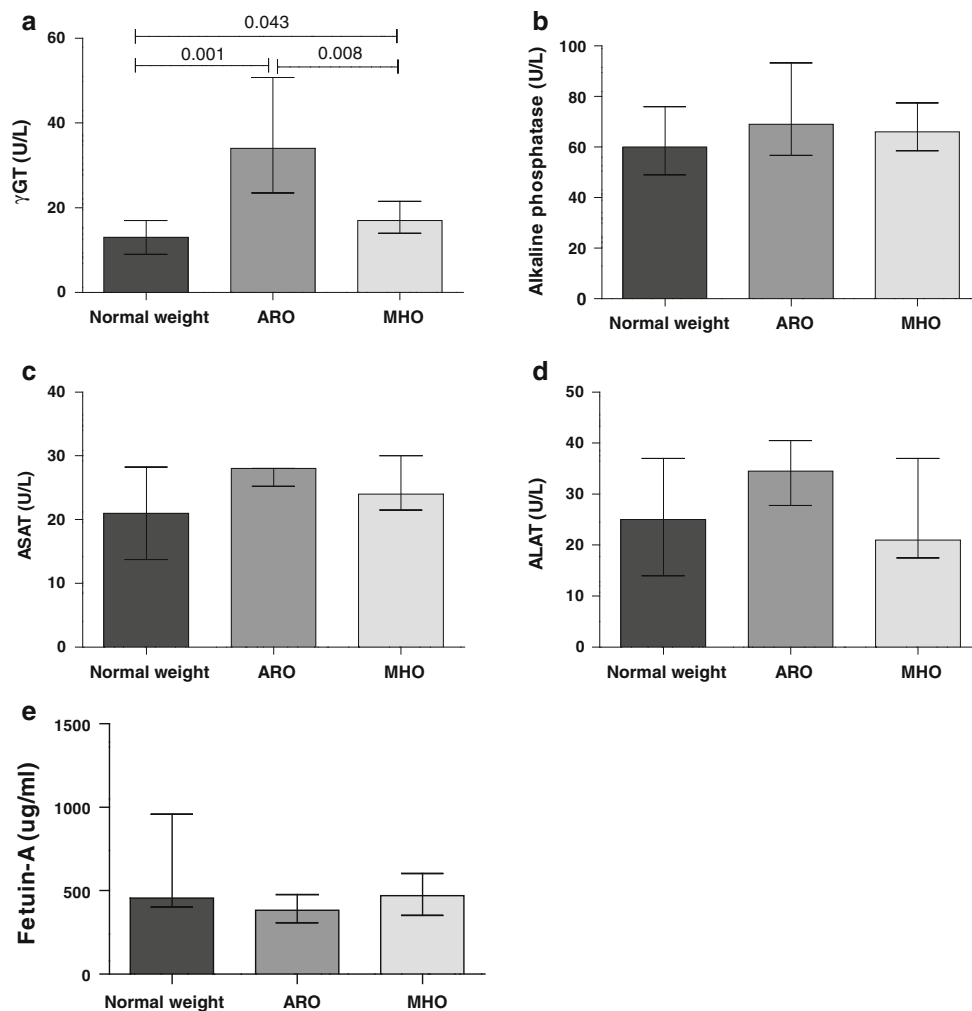 a
0.043
0.001
0.008
γGT (U/L)
60
40
20
0
Normal weight
ARO
MHO
b
Alkaline phosphatase (U/L)
100
80
60
40
20
0
Normal weight
ARO
MHO
c
ASAT (U/L)
40
30
20
10
0
Normal weight
ARO
MHO
d
ALAT (U/L)
50
40
30
20
10
0
Normal weight
ARO
MHO
e
Fetuin-A (ug/ml)
1500
1000
500
0
Normal weight
ARO
MHO